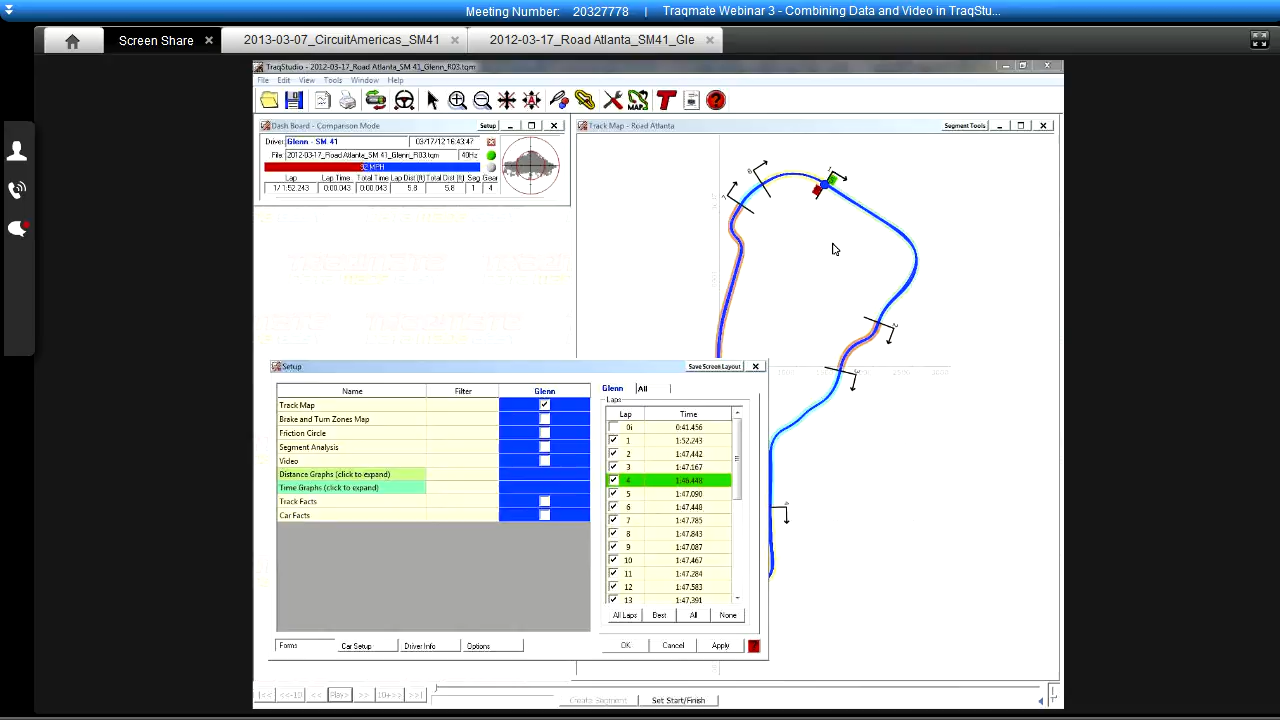 Meeting Number: 20327778 | Traqmate Webinar 3 - Combining Data and Video in TraqStu...
Screen Share
2013-03-07_CircuitAmericas_SM41
2012-03-17_Road Atlanta_SM41_Gle
TraqStudio - 2012-03-17_Road Atlanta_SM 41_Glenn_R03.tqm
File Edit View Tools Window Help
MAP
Dash Board - Comparison Mode Setup
Driver Glenn - SM 41 03/17/12 16:43:47
File: 2012-03-17_Road Atlanta_SM 41_Glenn_R03.tqm 40Hz
92 MPH
Lap Lap Time Total Time Lap Dist (ft) Total Dist (ft) Seg Gear
1/ 1:52.243 0:00.043 0:00.043 5.8 5.8 1 4
Track Map - Road Atlanta Segment Tools
Setup Save Screen Layout
Name Filter Glenn
Track Map
Brake and Turn Zones Map
Friction Circle
Segment Analysis
Video
Distance Graphs (click to expand)
Time Graphs (click to expand)
Track Facts
Car Facts
Glenn All
Laps
Lap Time
0i 0:41.456
1 1:52.243
2 1:47.442
3 1:47.167
4 1:46.448
5 1:47.090
6 1:47.448
7 1:47.785
8 1:47.843
9 1:47.087
10 1:47.467
11 1:47.284
12 1:47.583
13 1:47.391
All Laps Best All None
Forms Car Setup Driver Info Options
OK Cancel Apply
|<< <<-10 << Play> >> 10+>> >>|
Create Segment Set Start/Finish